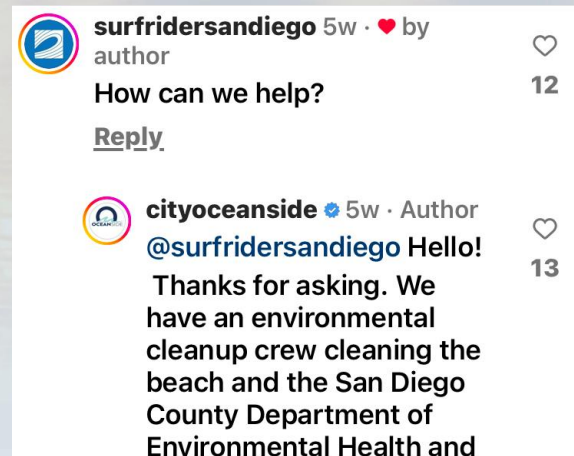 surfridersandiego 5w · ❤️ by
author
How can we help?
12
Reply
cityoceanside 5w · Author
@surfridersandiego Hello!
Thanks for asking. We
13
have an environmental
cleanup crew cleaning the
beach and the San Diego
County Department of
Environmental Health and